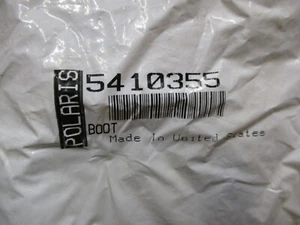 POLARIS
5410355
BOOT
Made In United States